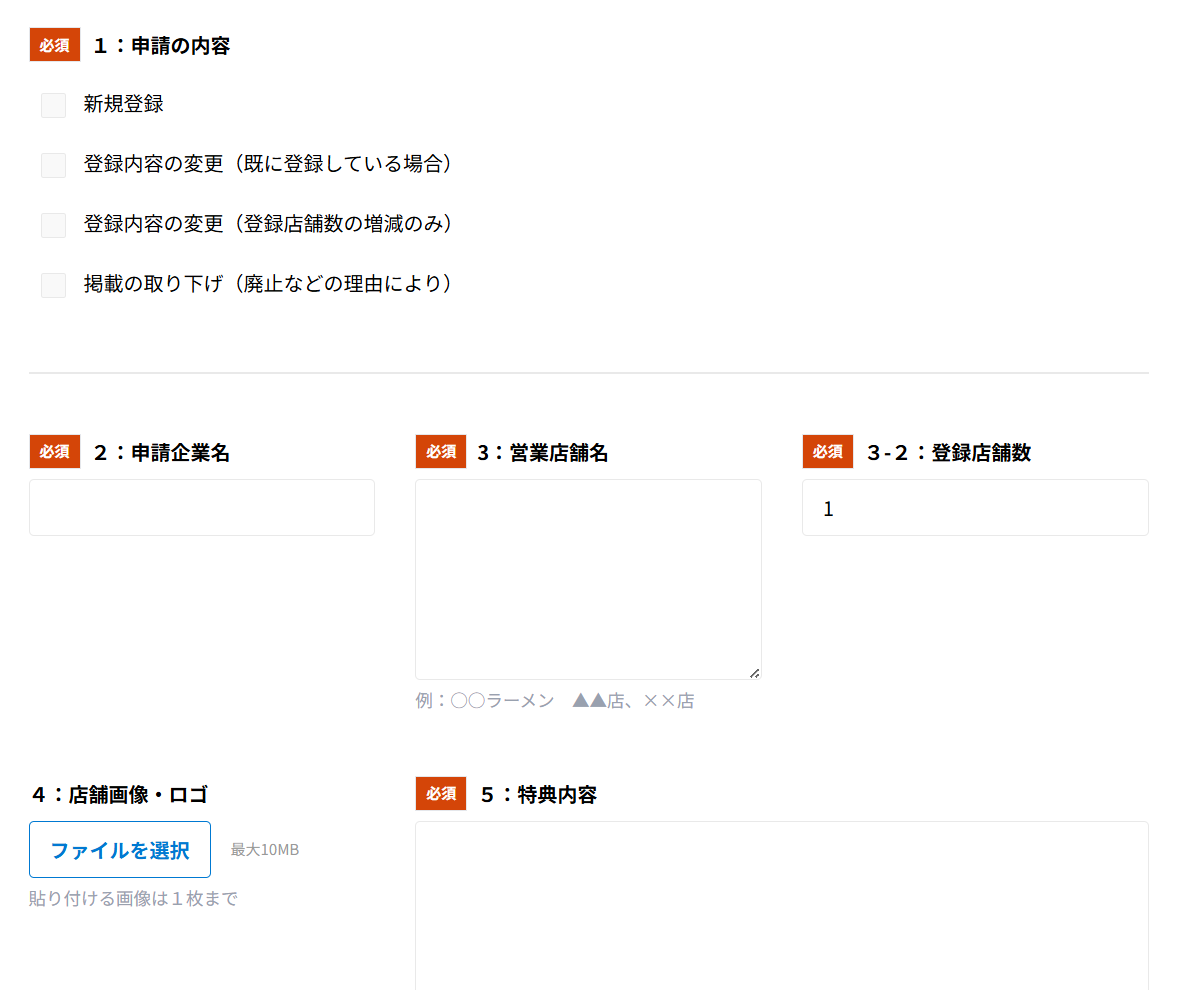 必須 １：申請の内容
新規登録
登録内容の変更（既に登録している場合）
登録内容の変更（登録店舗数の増減のみ）
掲載の取り下げ（廃止などの理由により）
必須 ２：申請企業名
必須 3：営業店舗名
例：〇〇ラーメン　▲▲店、××店
必須 ３-２：登録店舗数
1
４：店舗画像・ロゴ
ファイルを選択 最大10MB
貼り付ける画像は１枚まで
必須 ５：特典内容